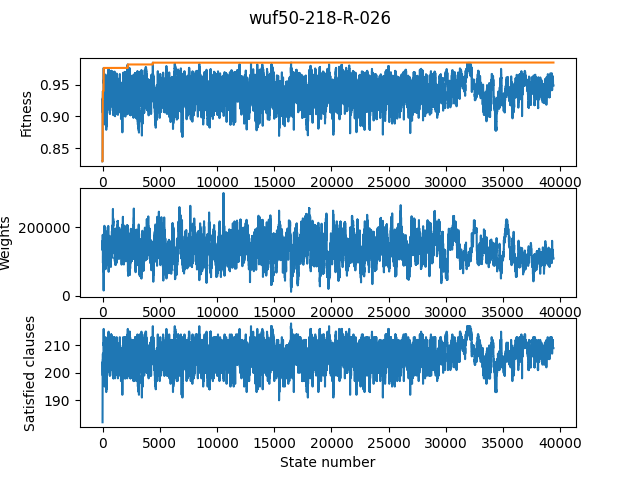 wuf50-218-R-026
0.95
0.90
0.85
Fitness
0 5000 10000 15000 20000 25000 30000 35000 40000
200000
0
Weights
0 5000 10000 15000 20000 25000 30000 35000 40000
210
200
190
Satisfied clauses
0 5000 10000 15000 20000 25000 30000 35000 40000
State number